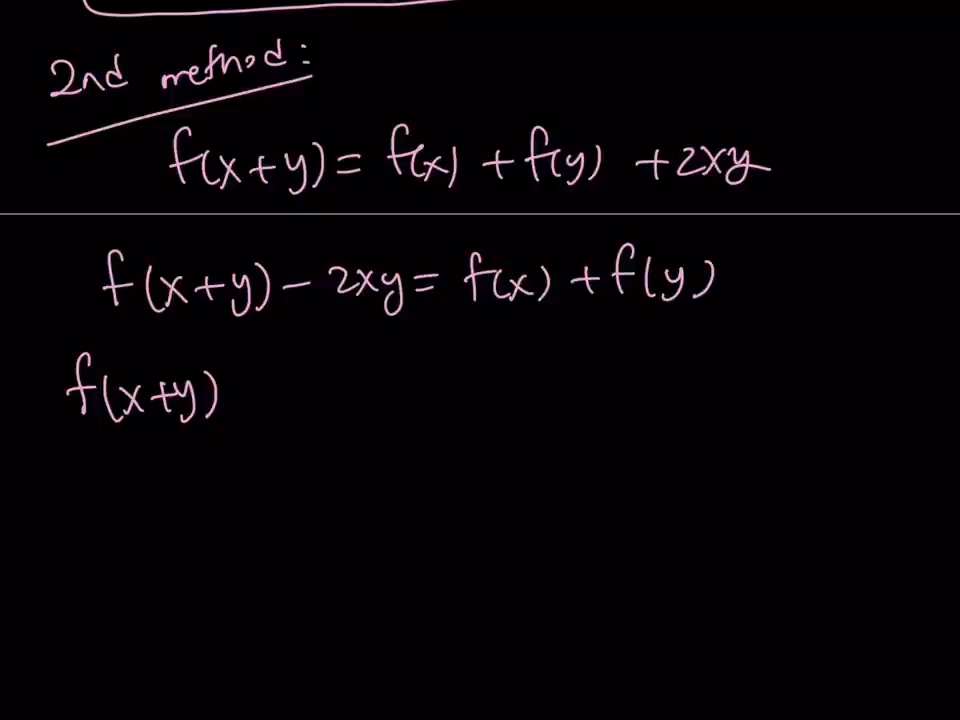 2nd method:
f(x+y) = f(x) + f(y) + 2xy
f(x+y) - 2xy = f(x) + f(y)
f(x+y)